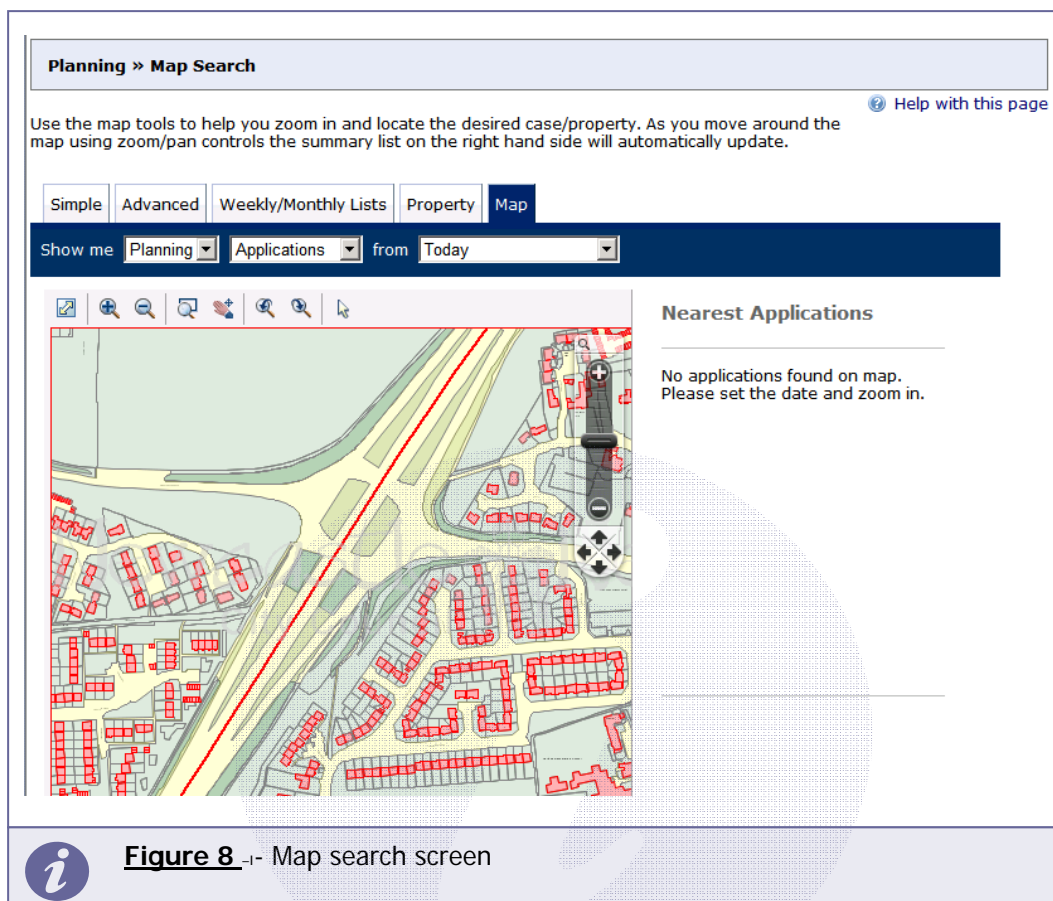 Planning » Map Search
Help with this page
Use the map tools to help you zoom in and locate the desired case/property. As you move around the
map using zoom/pan controls the summary list on the right hand side will automatically update.
Simple Advanced Weekly/Monthly Lists Property Map
Show me Planning Applications from Today
Nearest Applications
No applications found on map.
Please set the date and zoom in.
Figure 8 -- Map search screen